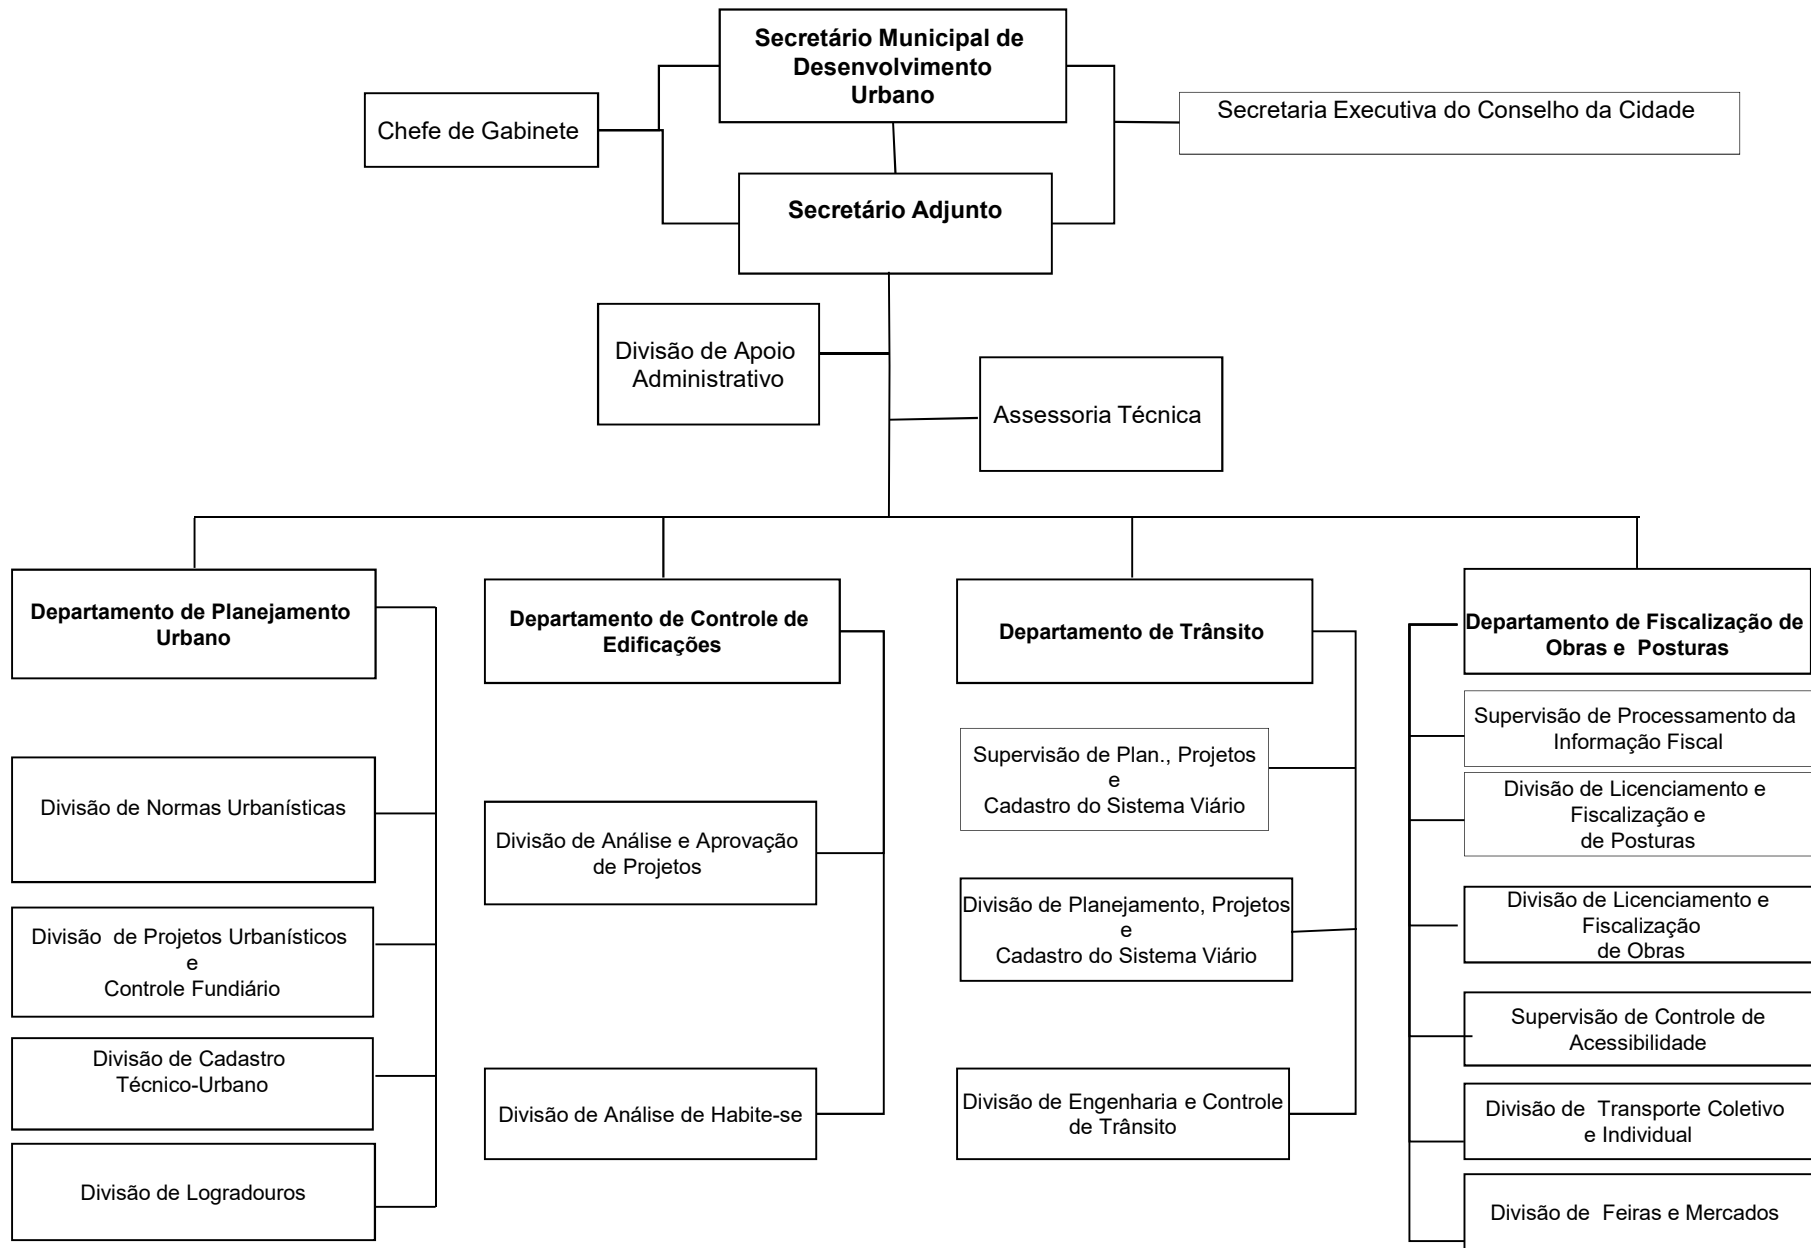 Secretário Municipal de
Desenvolvimento
Urbano
Chefe de Gabinete
Secretaria Executiva do Conselho da Cidade
Secretário Adjunto
Divisão de Apoio
Administrativo
Assessoria Técnica
Departamento de Planejamento
Urbano
Divisão de Normas Urbanísticas
Divisão de Projetos Urbanísticos
e
Controle Fundiário
Divisão de Cadastro
Técnico-Urbano
Divisão de Logradouros
Departamento de Controle de
Edificações
Divisão de Análise e Aprovação
de Projetos
Divisão de Análise de Habite-se
Departamento de Trânsito
Supervisão de Plan., Projetos
e
Cadastro do Sistema Viário
Divisão de Planejamento, Projetos
e
Cadastro do Sistema Viário
Divisão de Engenharia e Controle
de Trânsito
Departamento de Fiscalização de
Obras e Posturas
Supervisão de Processamento da
Informação Fiscal
Divisão de Licenciamento e
Fiscalização e
de Posturas
Divisão de Licenciamento e
Fiscalização
de Obras
Supervisão de Controle de
Acessibilidade
Divisão de Transporte Coletivo
e Individual
Divisão de Feiras e Mercados